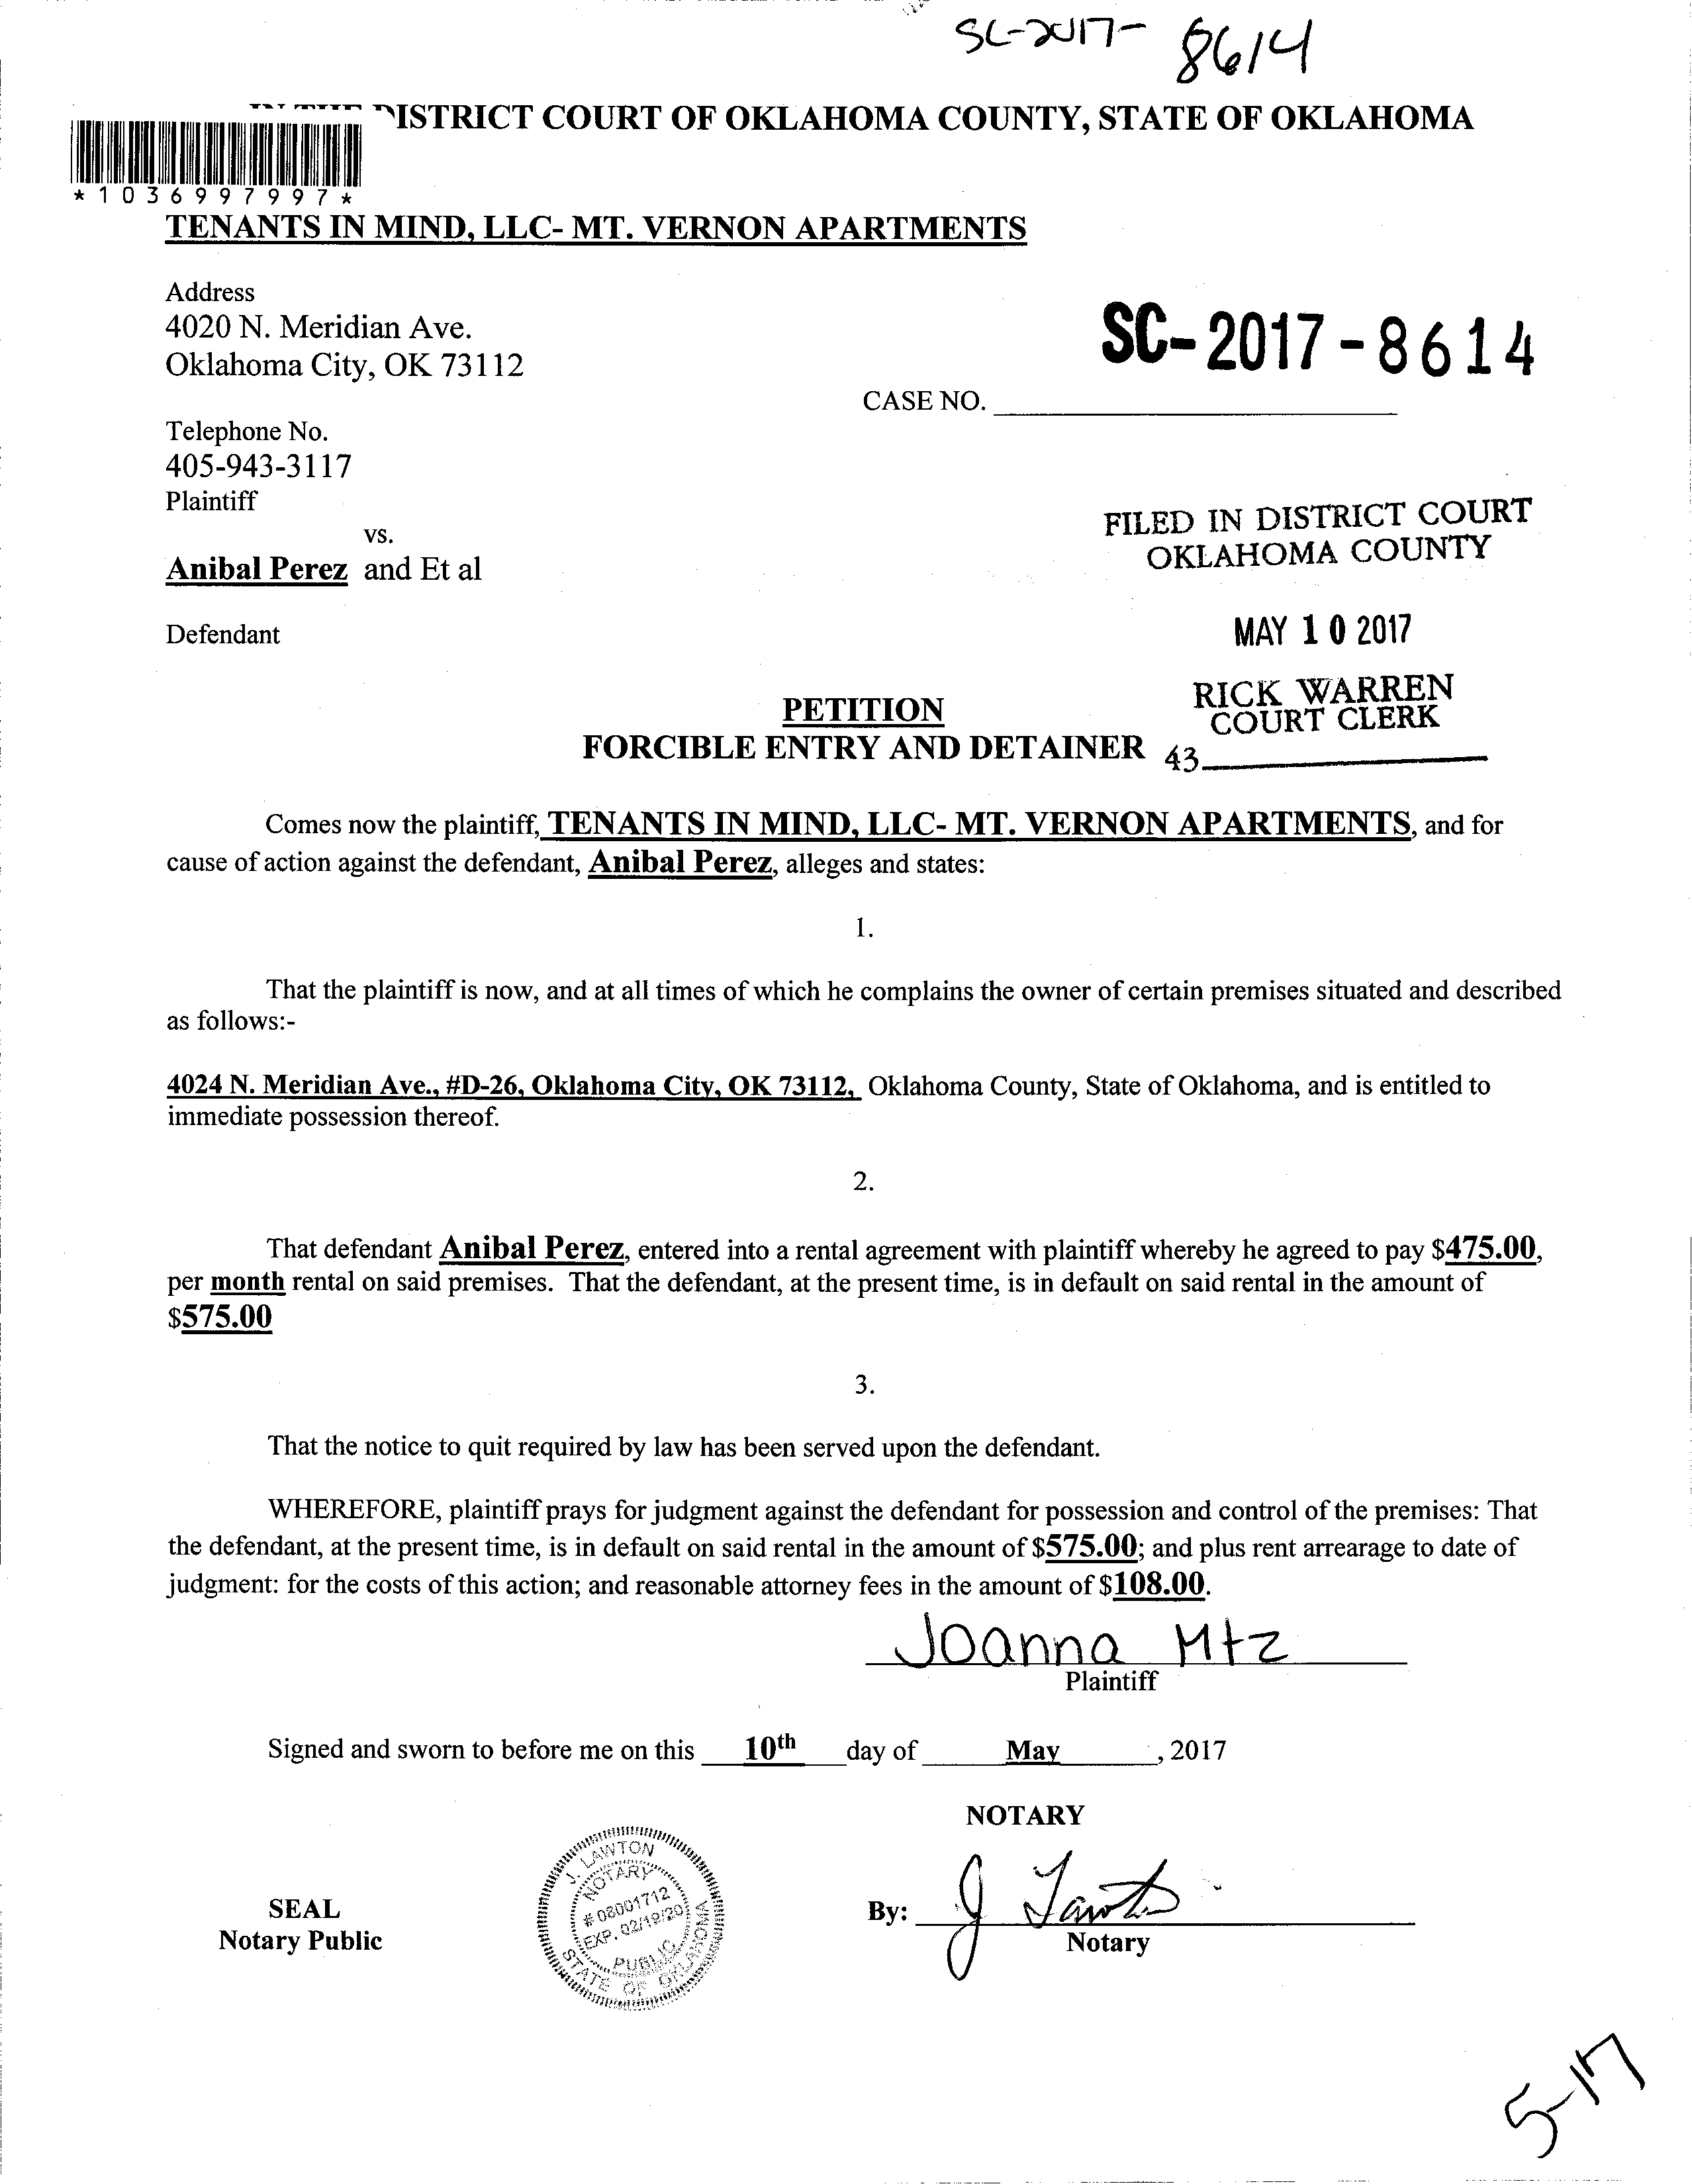 SC-2017- 8614
DISTRICT COURT OF OKLAHOMA COUNTY, STATE OF OKLAHOMA
*1036997997*
TENANTS IN MIND, LLC- MT. VERNON APARTMENTS
Address
4020 N. Meridian Ave.
Oklahoma City, OK 73112
SC-2017-8614
CASE NO.
Telephone No.
405-943-3117
Plaintiff
vs.
Anibal Perez and Et al
Defendant
FILED IN DISTRICT COURT
OKLAHOMA COUNTY
MAY 10 2017
RICK WARREN
COURT CLERK
43
PETITION
FORCIBLE ENTRY AND DETAINER
Comes now the plaintiff, TENANTS IN MIND, LLC- MT. VERNON APARTMENTS, and for
cause of action against the defendant, Anibal Perez, alleges and states:
1.
That the plaintiff is now, and at all times of which he complains the owner of certain premises situated and described
as follows:-
4024 N. Meridian Ave., #D-26, Oklahoma City, OK 73112, Oklahoma County, State of Oklahoma, and is entitled to
immediate possession thereof.
2.
That defendant Anibal Perez, entered into a rental agreement with plaintiff whereby he agreed to pay $475.00,
per month rental on said premises. That the defendant, at the present time, is in default on said rental in the amount of
$575.00
3.
That the notice to quit required by law has been served upon the defendant.
WHEREFORE, plaintiff prays for judgment against the defendant for possession and control of the premises: That
the defendant, at the present time, is in default on said rental in the amount of $575.00; and plus rent arrearage to date of
judgment: for the costs of this action; and reasonable attorney fees in the amount of $108.00.
Joanna Mtz
Plaintiff
Signed and sworn to before me on this 10th day of May, 2017
NOTARY
J. LAWTON
NOTARY
# 08001712
EXP. 02/19/20
PUBLIC
STATE OF OKLAHOMA
SEAL
Notary Public
By: J Lawton
Notary
5-17